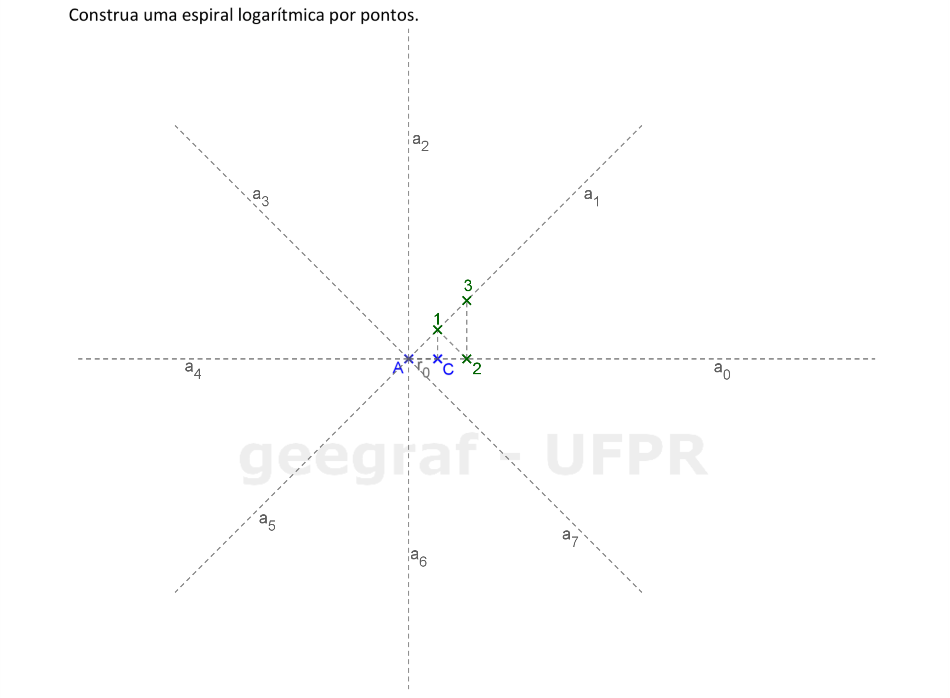 Construa uma espiral logarítmica por pontos.
a2
a3
a1
3
1
A
r0
C
2
a4
a0
geegraf - UFPR
a5
a7
a6